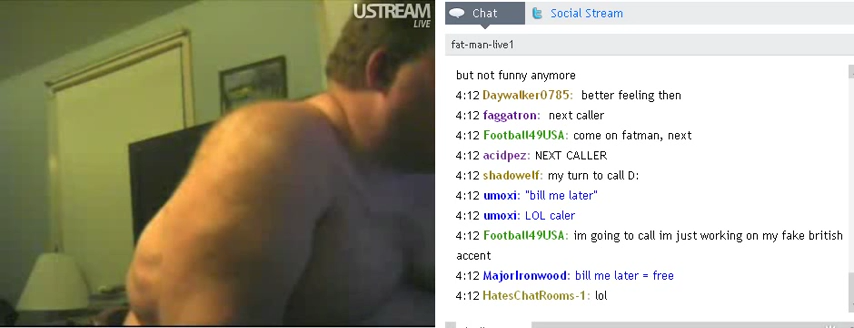 USTREAM
LIVE
Chat
Social Stream
fat-man-live1
but not funny anymore
4:12 Daywalker0785: better feeling then
4:12 faggatron: next caller
4:12 Football49USA: come on fatman, next
4:12 acidpez: NEXT CALLER
4:12 shadowelf: my turn to call D:
4:12 umoxi: "bill me later"
4:12 umoxi: LOL caler
4:12 Football49USA: im going to call im just working on my fake british
accent
4:12 MajorIronwood: bill me later = free
4:12 HatesChatRooms-1: lol